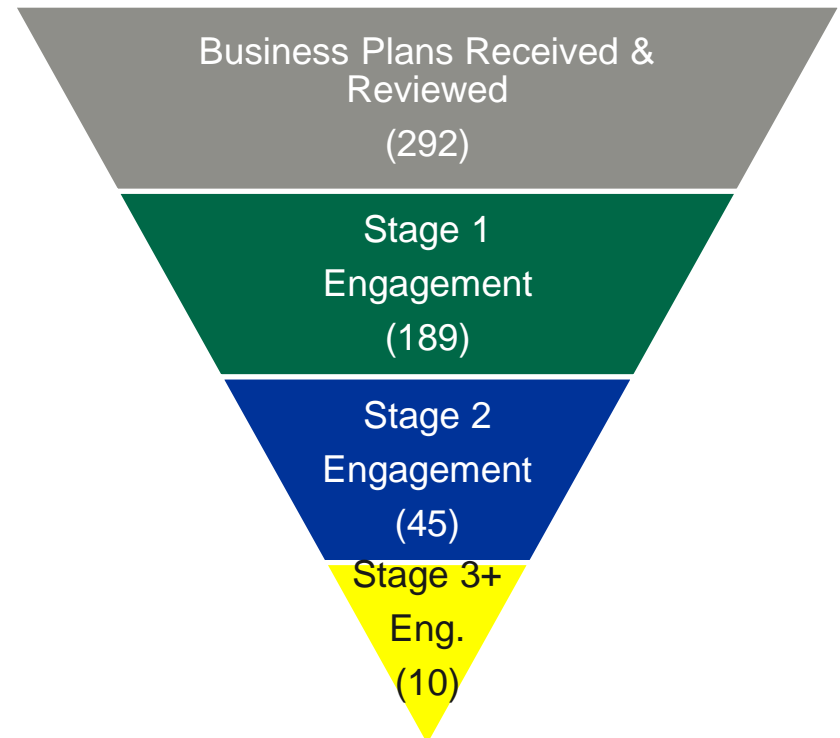 Business Plans Received &
Reviewed
(292)
Stage 1
Engagement
(189)
Stage 2
Engagement
(45)
Stage 3+
Eng.
(10)